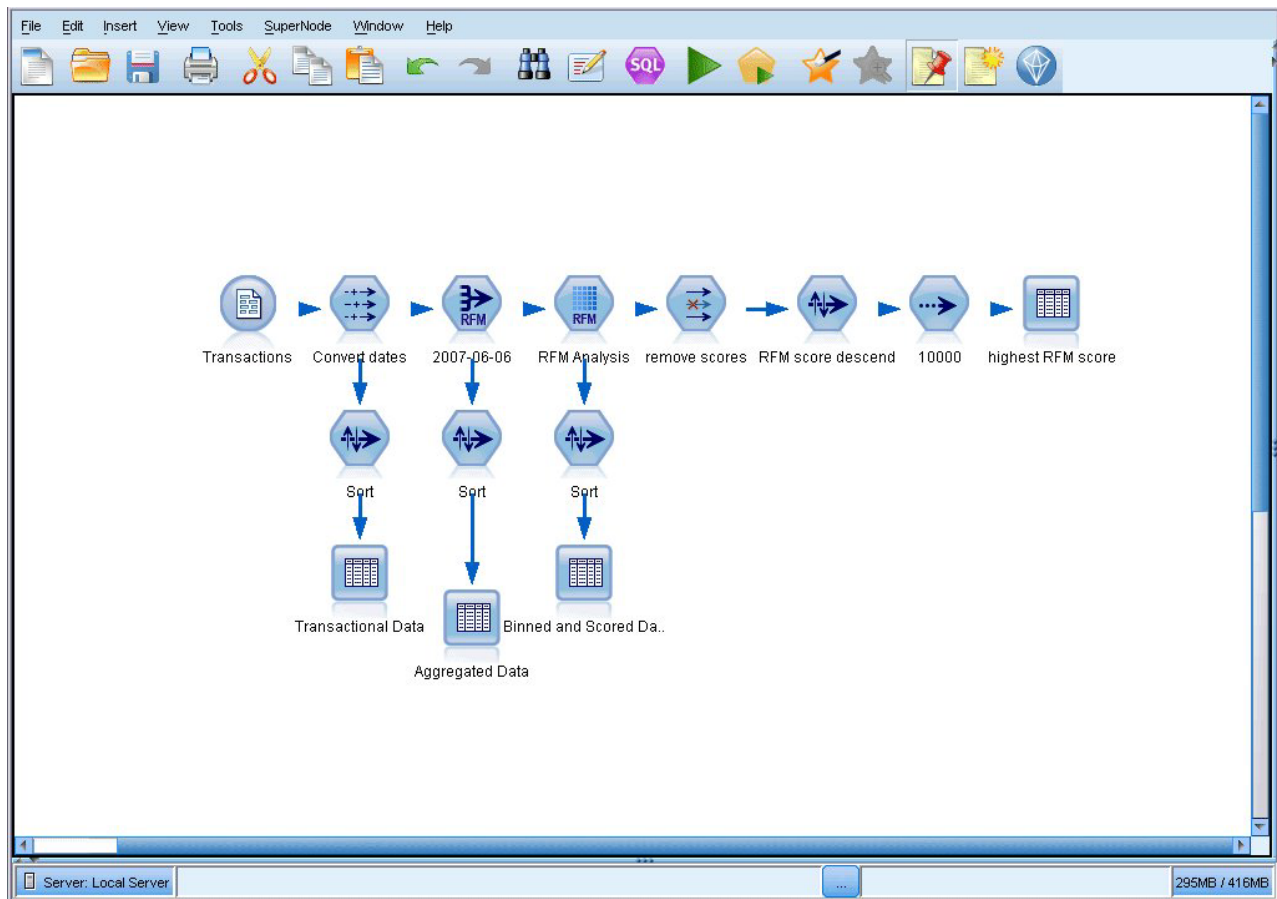 File Edit Insert View Tools SuperNode Window Help
SQL
RFM RFM
Transactions Convert dates 2007-06-06 RFM Analysis remove scores RFM score descend 10000 highest RFM score
Sort Sort Sort
Transactional Data Binned and Scored Da..
Aggregated Data
Server: Local Server ... 295MB / 416MB